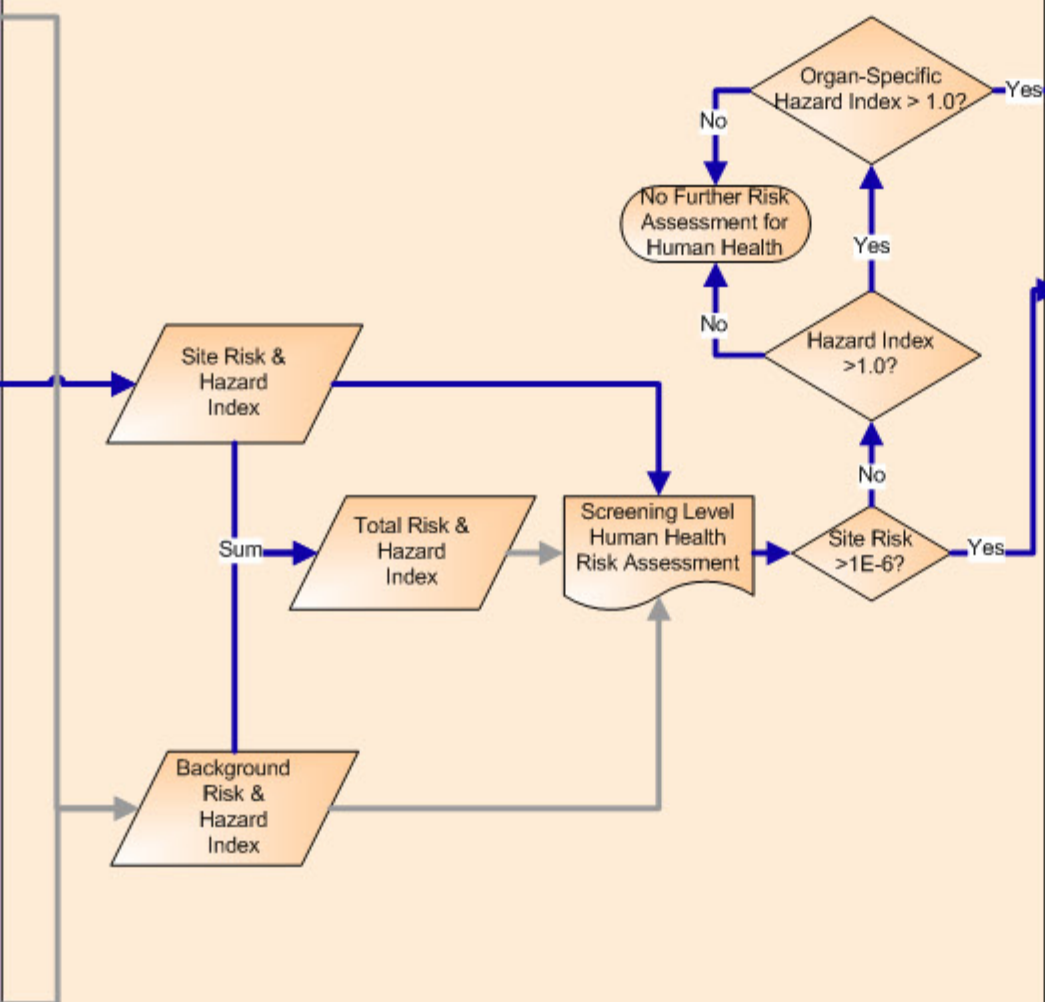 Organ-Specific
Hazard Index > 1.0?
Yes
No
No Further Risk
Assessment for
Human Health
Yes
No
Hazard Index
>1.0?
Site Risk &
Hazard
Index
No
Sum
Total Risk &
Hazard
Index
Screening Level
Human Health
Risk Assessment
Site Risk
>1E-6?
Yes
Background
Risk &
Hazard
Index